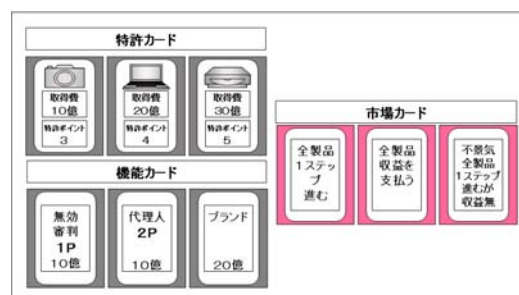 特許カード
取得費
10億
特許ポイント
3
取得費
20億
特許ポイント
4
取得費
30億
特許ポイント
5
機能カード
無効
審判
1P
10億
代理人
2P
10億
ブランド
20億
市場カード
全製品
1ステッ
プ
進む
全製品
収益を
支払う
不景気
全製品
1ステップ
進むが
収益無